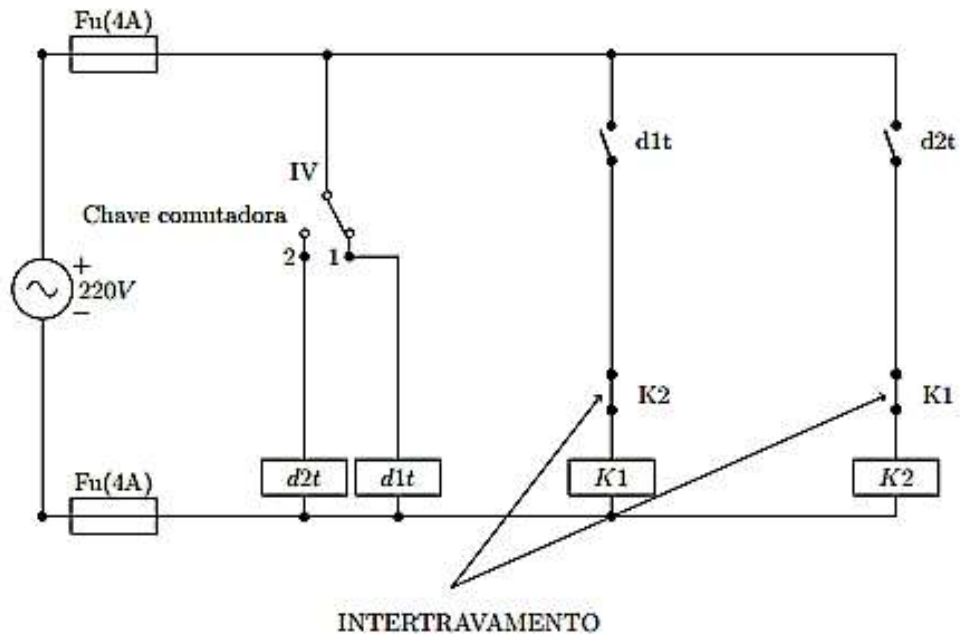 Fu(4A)
d1t
d2t
IV
Chave comutadora
2
1
+
220V
−
K2
K1
Fu(4A)
d2t
d1t
K1
K2
INTERTRAVAMENTO